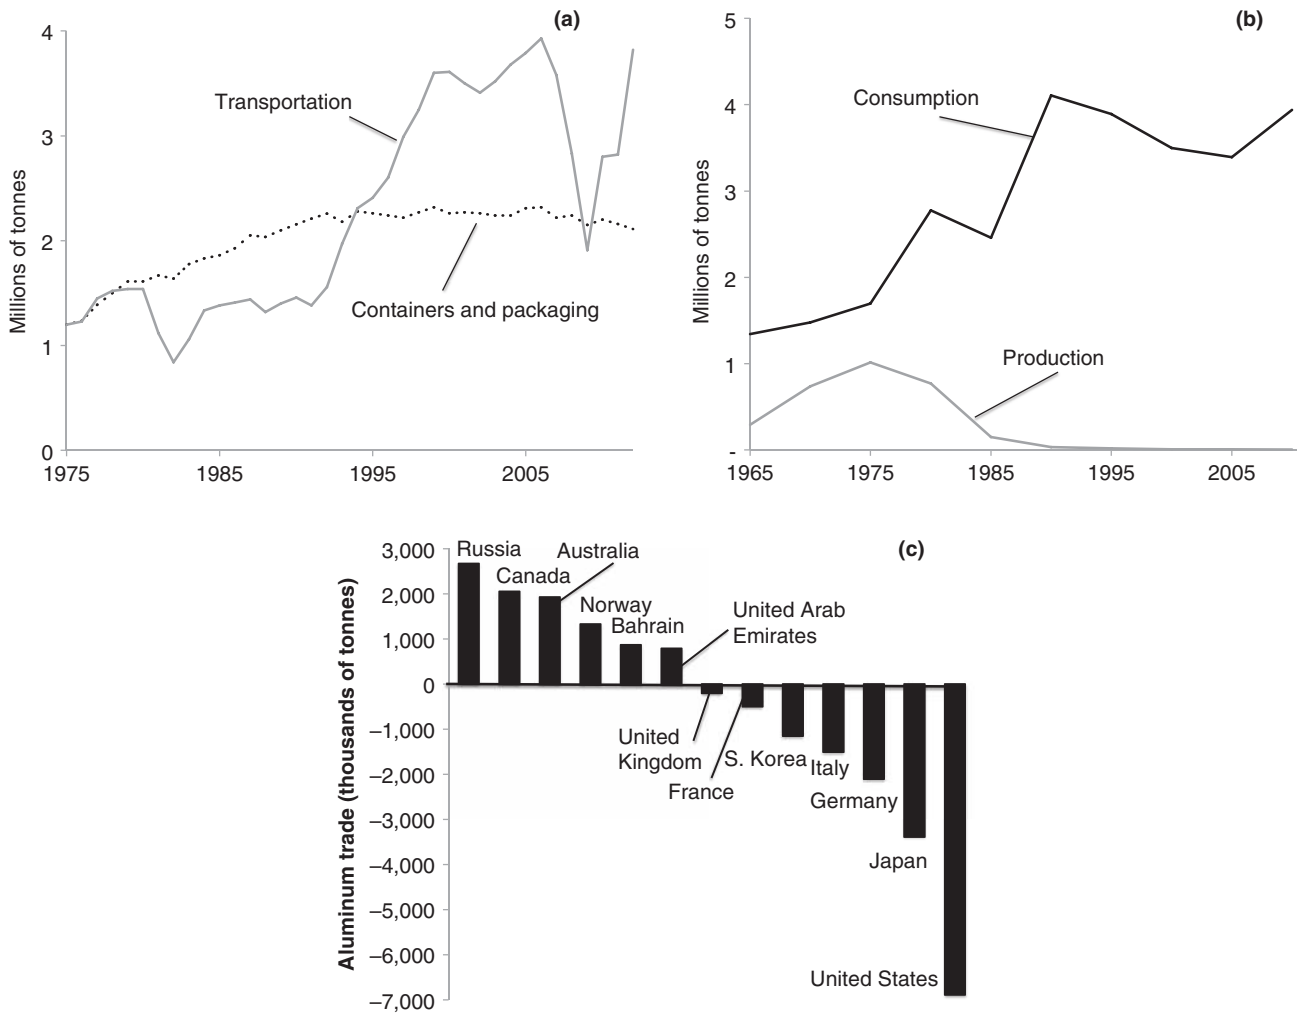 (a)
4
3
2
1
0
Millions of tonnes
Transportation
Containers and packaging
1975
1985
1995
2005
(b)
5
4
3
2
1
-
Millions of tonnes
Consumption
Production
1965
1975
1985
1995
2005
(c)
3,000
2,000
1,000
0
–1,000
–2,000
–3,000
–4,000
–5,000
–6,000
–7,000
Aluminum trade (thousands of tonnes)
Russia
Canada
Australia
Norway
Bahrain
United Arab
Emirates
United
Kingdom
France
S. Korea
Italy
Germany
Japan
United States